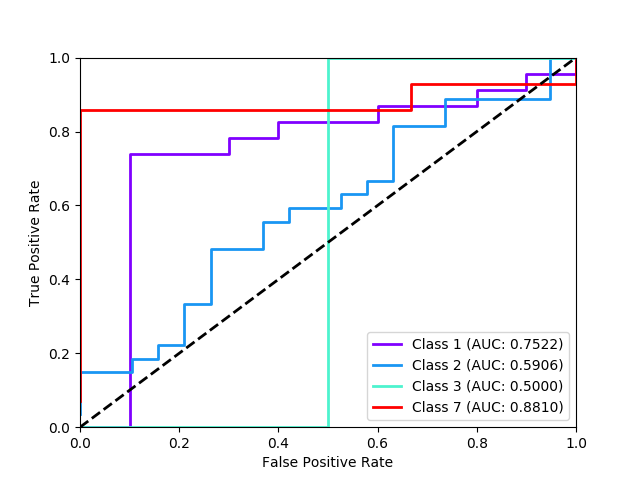 1.0
0.8
0.6
0.4
0.2
0.0
True Positive Rate
Class 1 (AUC: 0.7522)
Class 2 (AUC: 0.5906)
Class 3 (AUC: 0.5000)
Class 7 (AUC: 0.8810)
0.0 0.2 0.4 0.6 0.8 1.0
False Positive Rate